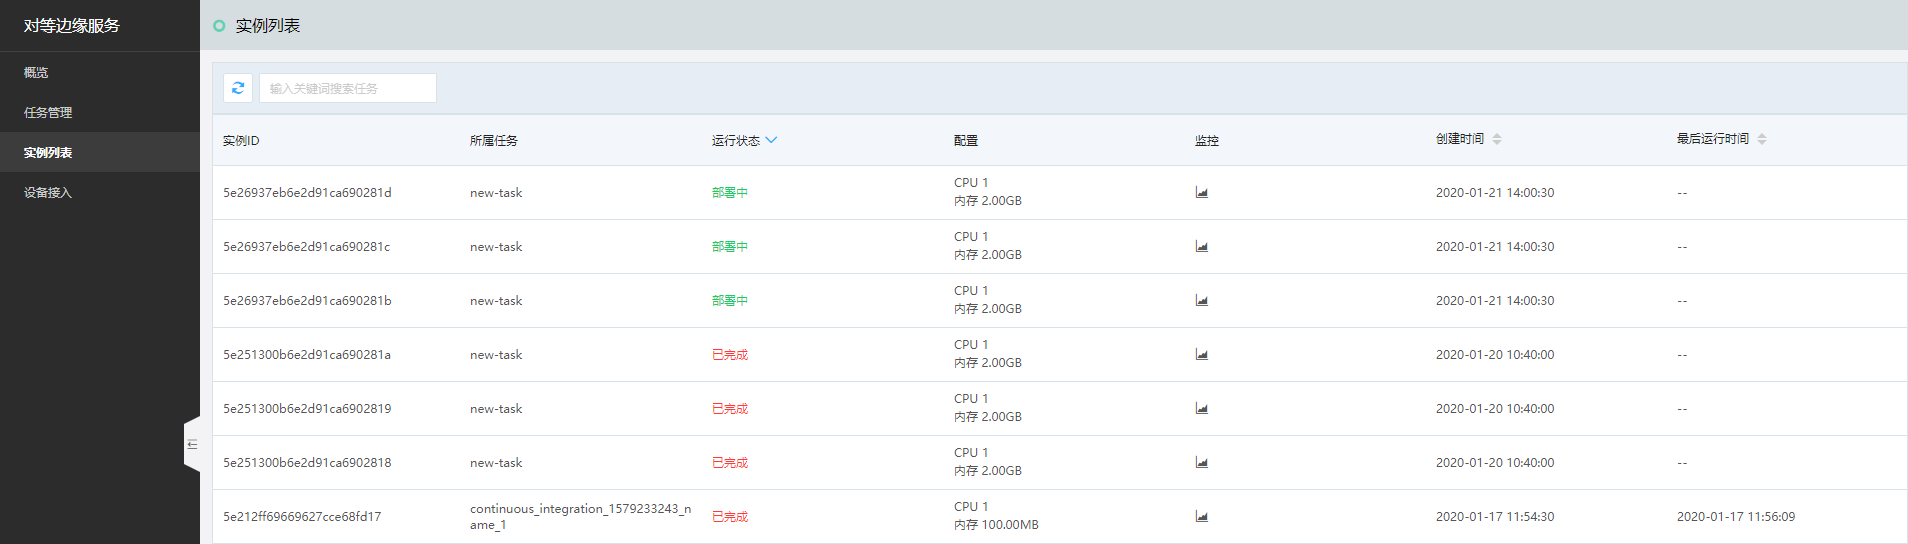 对等边缘服务
概览
任务管理
实例列表
设备接入
实例列表
输入关键词搜索任务
实例ID 所属任务 运行状态 配置 监控 创建时间 最后运行时间
5e26937eb6e2d91ca690281d new-task 部署中 CPU 1 2020-01-21 14:00:30 --
内存 2.00GB
5e26937eb6e2d91ca690281c new-task 部署中 CPU 1 2020-01-21 14:00:30 --
内存 2.00GB
5e26937eb6e2d91ca690281b new-task 部署中 CPU 1 2020-01-21 14:00:30 --
内存 2.00GB
5e251300b6e2d91ca690281a new-task 已完成 CPU 1 2020-01-20 10:40:00 --
内存 2.00GB
5e251300b6e2d91ca6902819 new-task 已完成 CPU 1 2020-01-20 10:40:00 --
内存 2.00GB
5e251300b6e2d91ca6902818 new-task 已完成 CPU 1 2020-01-20 10:40:00 --
内存 2.00GB
5e212ff69669627cce68fd17 continuous_integration_1579233243_n 已完成 CPU 1 2020-01-17 11:54:30 2020-01-17 11:56:09
ame_1 内存 100.00MB